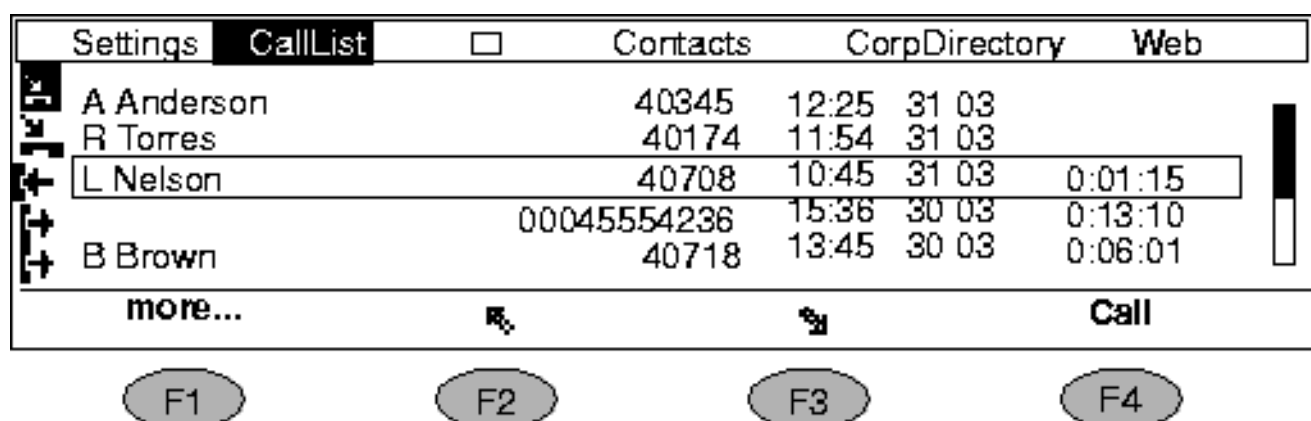 Settings CallList Contacts CorpDirectory Web
A Anderson 40345 12:25 31 03
R Torres 40174 11:54 31 03
L Nelson 40708 10:45 31 03 0:01:15
00045554236 15:36 30 03 0:13:10
B Brown 40718 13:45 30 03 0:06:01
more... Call
F1 F2 F3 F4